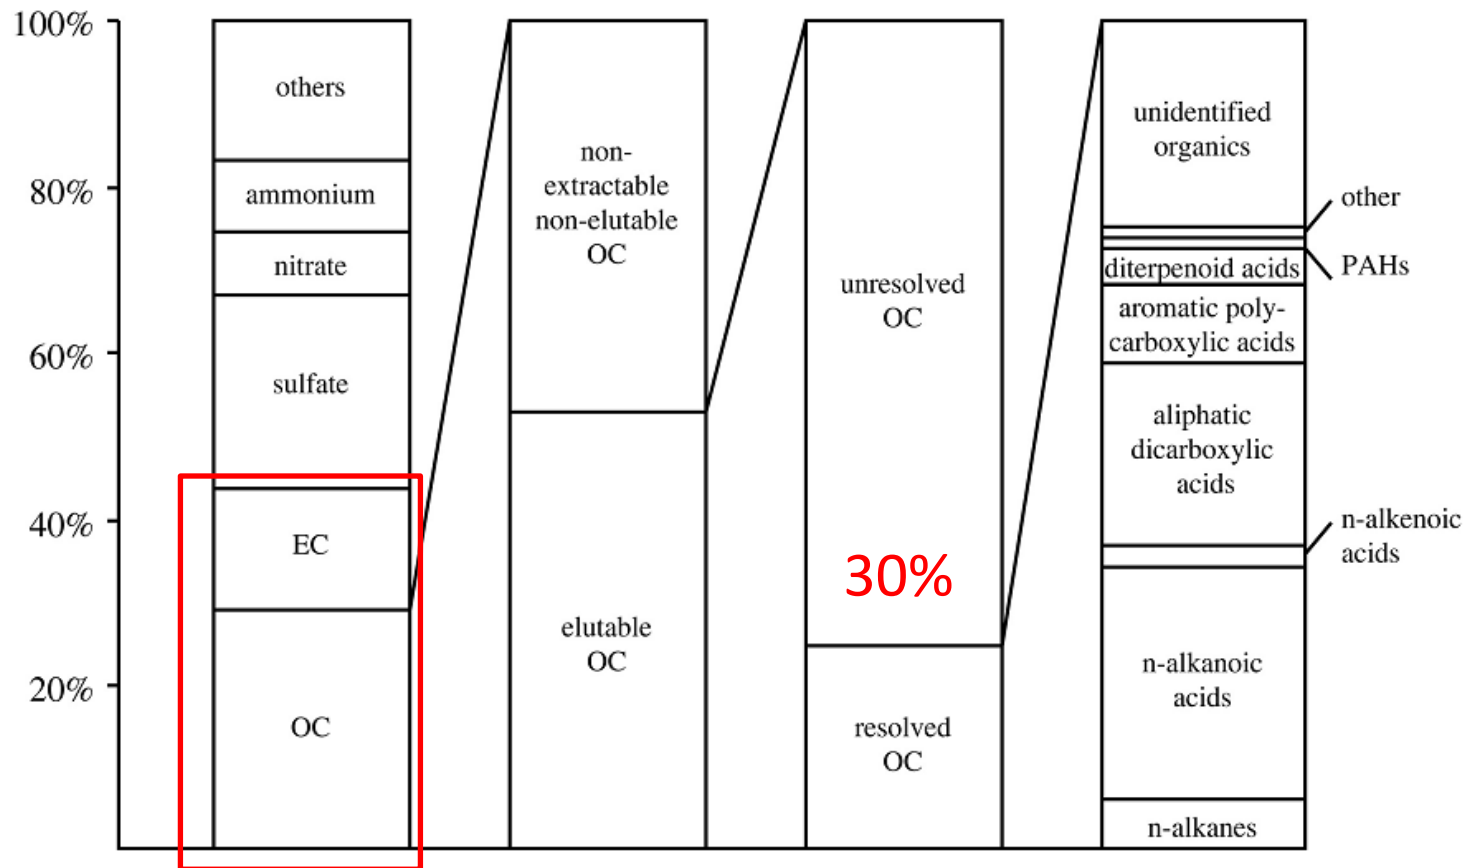 100%
80%
60%
40%
20%
others
ammonium
nitrate
sulfate
EC
OC
non-
extractable
non-elutable
OC
elutable
OC
unresolved
OC
30%
resolved
OC
unidentified
organics
other
PAHs
diterpenoid acids
aromatic poly-
carboxylic acids
aliphatic
dicarboxylic
acids
n-alkenoic
acids
n-alkanoic
acids
n-alkanes